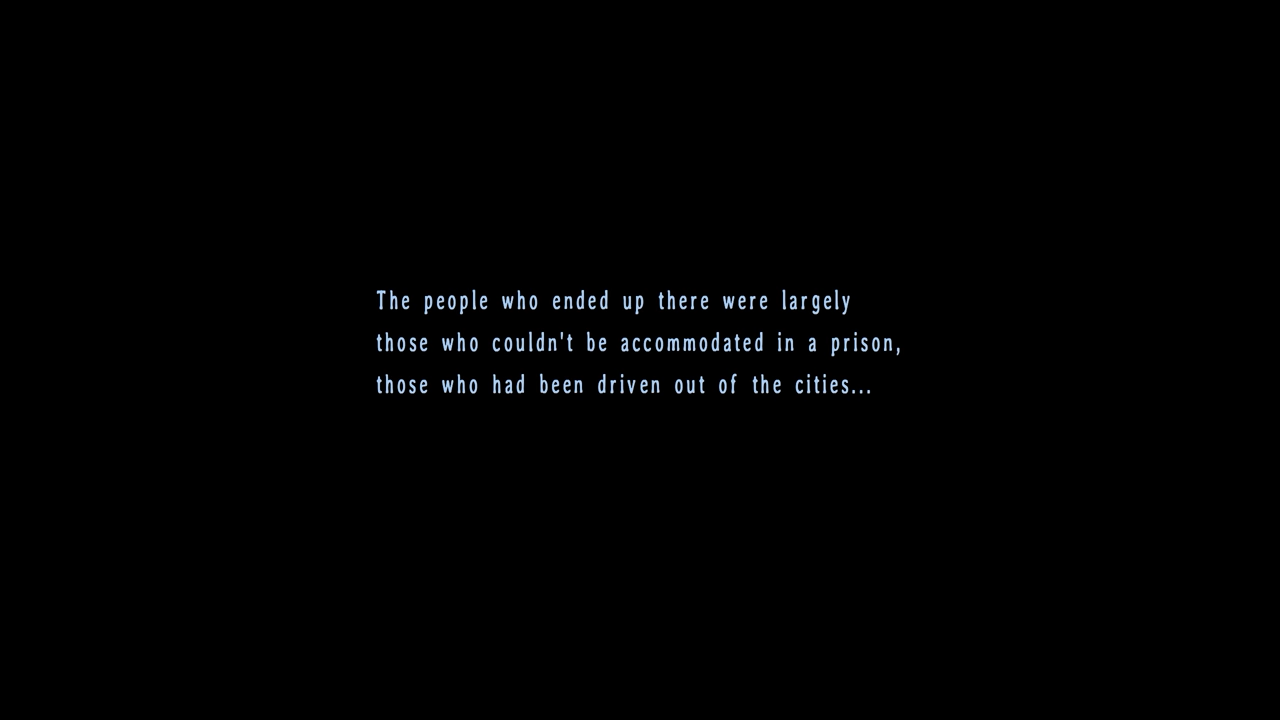 The people who ended up there were largely
those who couldn't be accommodated in a prison,
those who had been driven out of the cities...